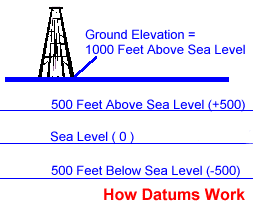 Ground Elevation =
1000 Feet Above Sea Level
500 Feet Above Sea Level (+500)
Sea Level ( 0 )
500 Feet Below Sea Level (-500)
How Datums Work